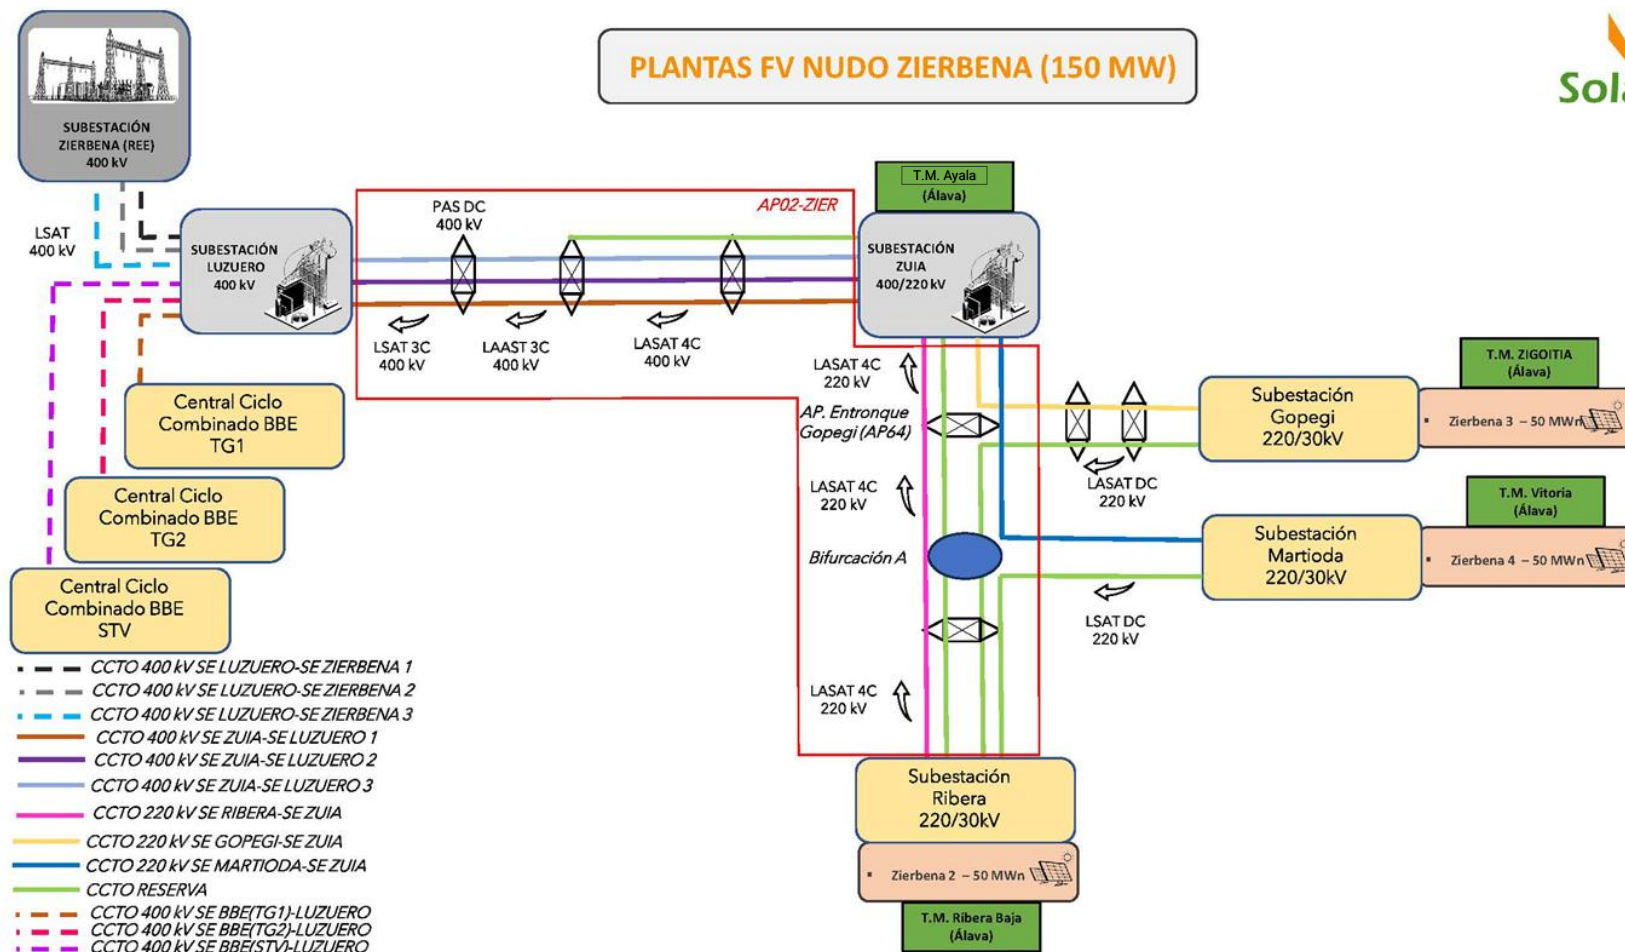 PLANTAS FV NUDO ZIERBENA (150 MW)
SUBESTACIÓN
ZIERBENA (REE)
400 kV
LSAT
400 kV
SUBESTACIÓN
LUZUERO
400 kV
PAS DC
400 kV
AP02-ZIER
T.M. Ayala
(Álava)
SUBESTACIÓN
ZUIA
400/220 kV
LSAT 3C
400 kV
LAAST 3C
400 kV
LASAT 4C
400 kV
LASAT 4C
220 kV
AP. Entronque
Gopegi (AP64)
LASAT 4C
220 kV
Bifurcación A
LASAT 4C
220 kV
LASAT DC
220 kV
LSAT DC
220 kV
Subestación
Gopegi
220/30kV
T.M. ZIGOITIA
(Álava)
▪ Zierbena 3 – 50 MWn
Subestación
Martioda
220/30kV
T.M. Vitoria
(Álava)
▪ Zierbena 4 – 50 MWn
Subestación
Ribera
220/30kV
▪ Zierbena 2 – 50 MWn
T.M. Ribera Baja
(Álava)
Central Ciclo
Combinado BBE
TG1
Central Ciclo
Combinado BBE
TG2
Central Ciclo
Combinado BBE
STV
CCTO 400 kV SE LUZUERO-SE ZIERBENA 1
CCTO 400 kV SE LUZUERO-SE ZIERBENA 2
CCTO 400 kV SE LUZUERO-SE ZIERBENA 3
CCTO 400 kV SE ZUIA-SE LUZUERO 1
CCTO 400 kV SE ZUIA-SE LUZUERO 2
CCTO 400 kV SE ZUIA-SE LUZUERO 3
CCTO 220 kV SE RIBERA-SE ZUIA
CCTO 220 kV SE GOPEGI-SE ZUIA
CCTO 220 kV SE MARTIODA-SE ZUIA
CCTO RESERVA
CCTO 400 kV SE BBE(TG1)-LUZUERO
CCTO 400 kV SE BBE(TG2)-LUZUERO
CCTO 400 kV SE BBE(STV)-LUZUERO